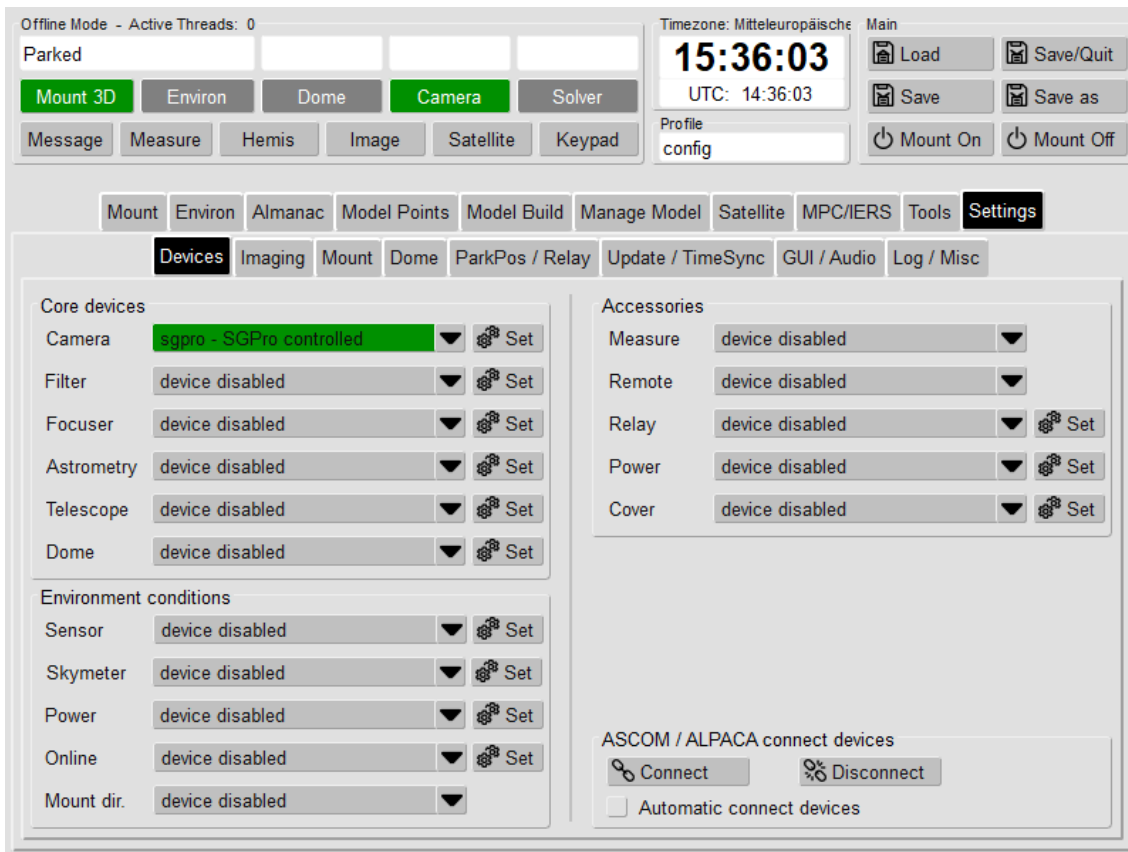 Offline Mode - Active Threads: 0
Parked
Mount 3D Environ Dome Camera Solver
Message Measure Hemis Image Satellite Keypad
Timezone: Mitteleuropäische
15:36:03
UTC: 14:36:03
Profile
config
Main
Load Save/Quit
Save Save as
Mount On Mount Off
Mount Environ Almanac Model Points Model Build Manage Model Satellite MPC/IERS Tools Settings
Devices Imaging Mount Dome ParkPos / Relay Update / TimeSync GUI / Audio Log / Misc
Core devices
Camera sgpro - SGPro controlled Set
Filter device disabled Set
Focuser device disabled Set
Astrometry device disabled Set
Telescope device disabled Set
Dome device disabled Set
Environment conditions
Sensor device disabled Set
Skymeter device disabled Set
Power device disabled Set
Online device disabled Set
Mount dir. device disabled
Accessories
Measure device disabled
Remote device disabled
Relay device disabled Set
Power device disabled Set
Cover device disabled Set
ASCOM / ALPACA connect devices
Connect Disconnect
Automatic connect devices